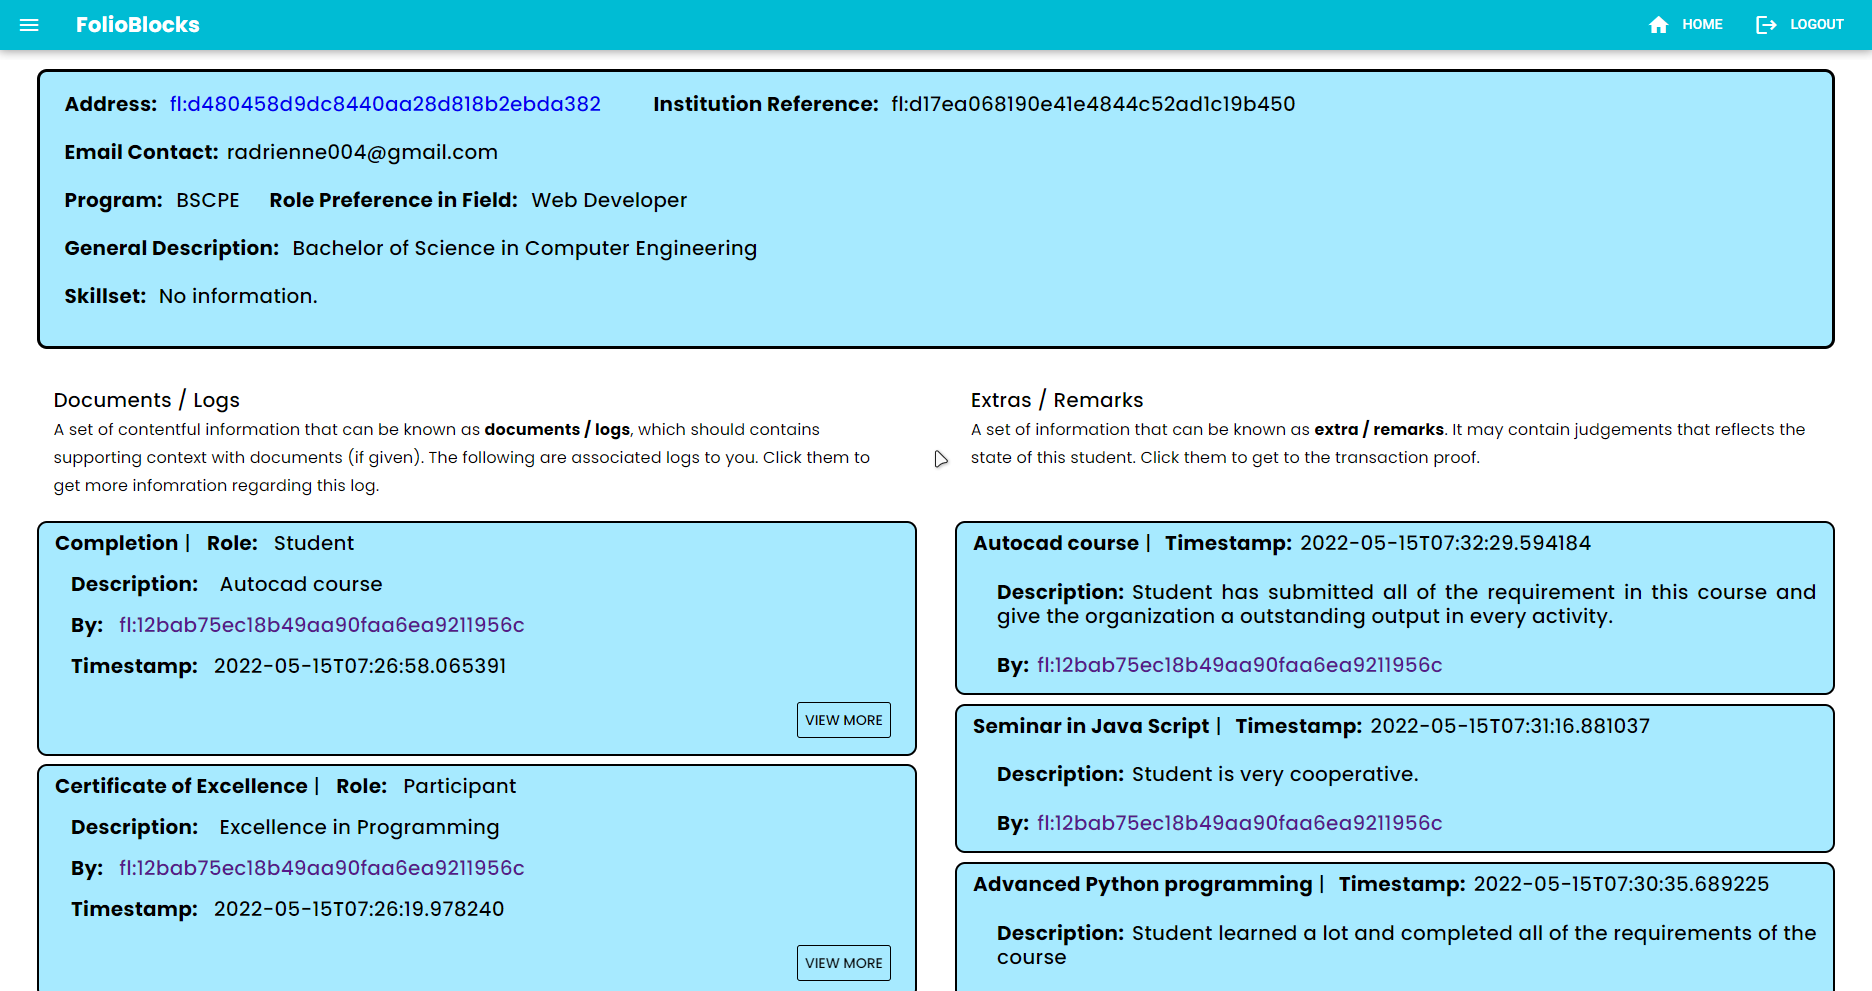 FolioBlocks
HOME
LOGOUT
Address: fl:d480458d9dc8440aa28d818b2ebda382 Institution Reference: fl:d17ea068190e41e4844c52ad1c19b450
Email Contact: radrienne004@gmail.com
Program: BSCPE Role Preference in Field: Web Developer
General Description: Bachelor of Science in Computer Engineering
Skillset: No information.
Documents / Logs
A set of contentful information that can be known as documents / logs, which should contains
supporting context with documents (if given). The following are associated logs to you. Click them to
get more infomration regarding this log.
Completion | Role: Student
Description: Autocad course
By: fl:12bab75ec18b49aa90faa6ea9211956c
Timestamp: 2022-05-15T07:26:58.065391
VIEW MORE
Certificate of Excellence | Role: Participant
Description: Excellence in Programming
By: fl:12bab75ec18b49aa90faa6ea9211956c
Timestamp: 2022-05-15T07:26:19.978240
VIEW MORE
Extras / Remarks
A set of information that can be known as extra / remarks. It may contain judgements that reflects the
state of this student. Click them to get to the transaction proof.
Autocad course | Timestamp: 2022-05-15T07:32:29.594184
Description: Student has submitted all of the requirement in this course and
give the organization a outstanding output in every activity.
By: fl:12bab75ec18b49aa90faa6ea9211956c
Seminar in Java Script | Timestamp: 2022-05-15T07:31:16.881037
Description: Student is very cooperative.
By: fl:12bab75ec18b49aa90faa6ea9211956c
Advanced Python programming | Timestamp: 2022-05-15T07:30:35.689225
Description: Student learned a lot and completed all of the requirements of the
course